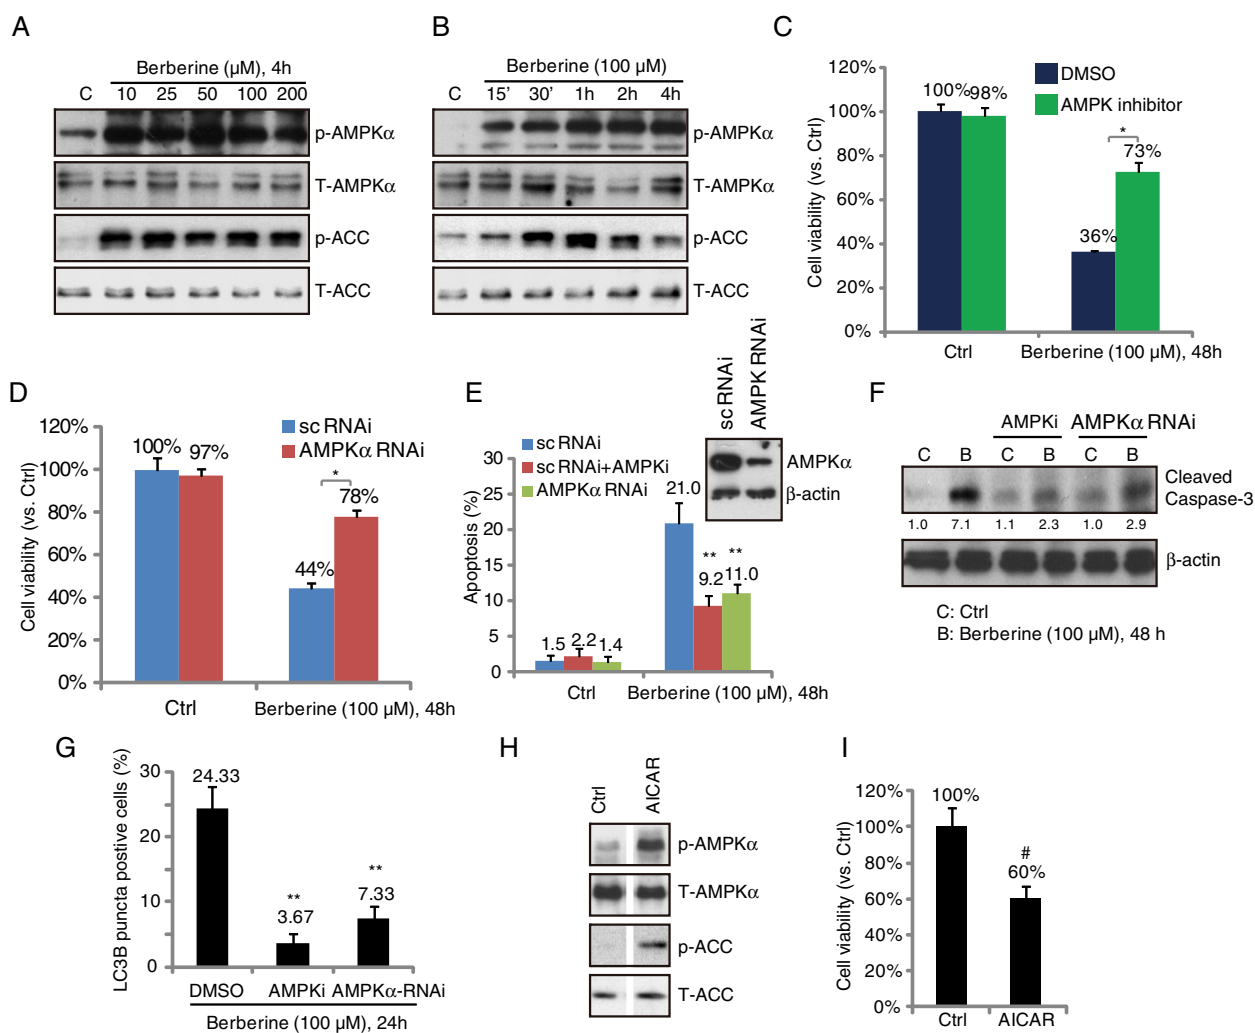 A
Berberine (µM), 4h
C 10 25 50 100 200
p-AMPKα
T-AMPKα
p-ACC
T-ACC
B
Berberine (100 µM)
C 15’ 30’ 1h 2h 4h
p-AMPKα
T-AMPKα
p-ACC
T-ACC
C
Cell viability (vs. Ctrl)
120%
100%
80%
60%
40%
20%
0%
DMSO
AMPK inhibitor
100% 98%
*
73%
36%
Ctrl Berberine (100 µM), 48h
D
Cell viability (vs. Ctrl)
120%
100%
80%
60%
40%
20%
0%
sc RNAi
AMPKα RNAi
100% 97%
*
78%
44%
Ctrl Berberine (100 µM), 48h
E
Apoptosis (%)
30
25
20
15
10
5
0
sc RNAi
sc RNAi+AMPKi
AMPKα RNAi
sc RNAi
AMPK RNAi
AMPKα
β-actin
21.0
** **
9.2 11.0
1.5 2.2 1.4
Ctrl Berberine (100 µM), 48h
F
AMPKi AMPKα RNAi
C B C B C B
Cleaved
Caspase-3
1.0 7.1 1.1 2.3 1.0 2.9
β-actin
C: Ctrl
B: Berberine (100 µM), 48 h
G
LC3B puncta postive cells (%)
30
20
10
0
24.33
**
3.67
**
7.33
DMSO AMPKi AMPKα-RNAi
Berberine (100 µM), 24h
H
Ctrl
AICAR
p-AMPKα
T-AMPKα
p-ACC
T-ACC
I
Cell viability (vs. Ctrl)
120%
100%
80%
60%
40%
20%
0%
100%
#
60%
Ctrl AICAR